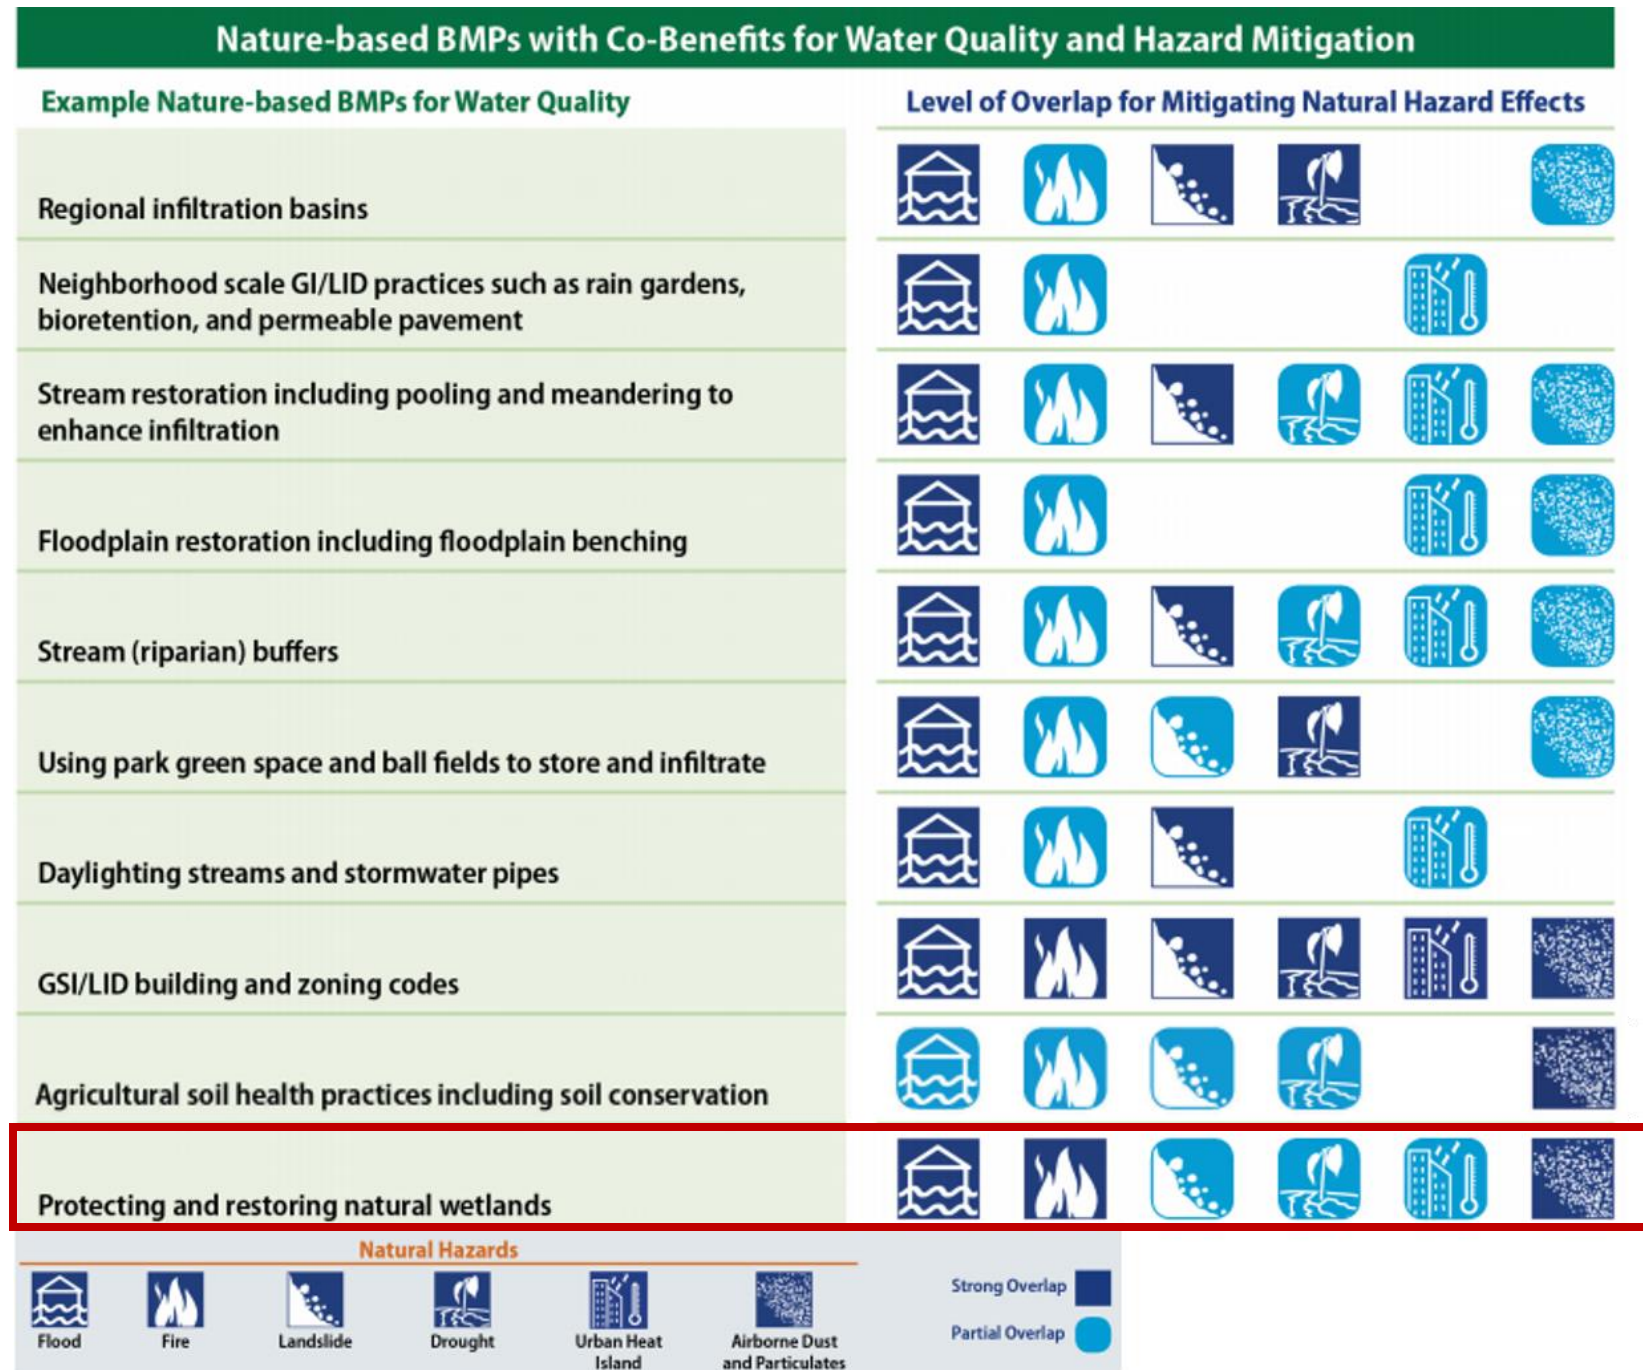 Nature-based BMPs with Co-Benefits for Water Quality and Hazard Mitigation
Example Nature-based BMPs for Water Quality
Level of Overlap for Mitigating Natural Hazard Effects
Regional infiltration basins
Neighborhood scale GI/LID practices such as rain gardens,
bioretention, and permeable pavement
Stream restoration including pooling and meandering to
enhance infiltration
Floodplain restoration including floodplain benching
Stream (riparian) buffers
Using park green space and ball fields to store and infiltrate
Daylighting streams and stormwater pipes
GSI/LID building and zoning codes
Agricultural soil health practices including soil conservation
Protecting and restoring natural wetlands
Natural Hazards
Flood
Fire
Landslide
Drought
Urban Heat
Island
Airborne Dust
and Particulates
Strong Overlap
Partial Overlap